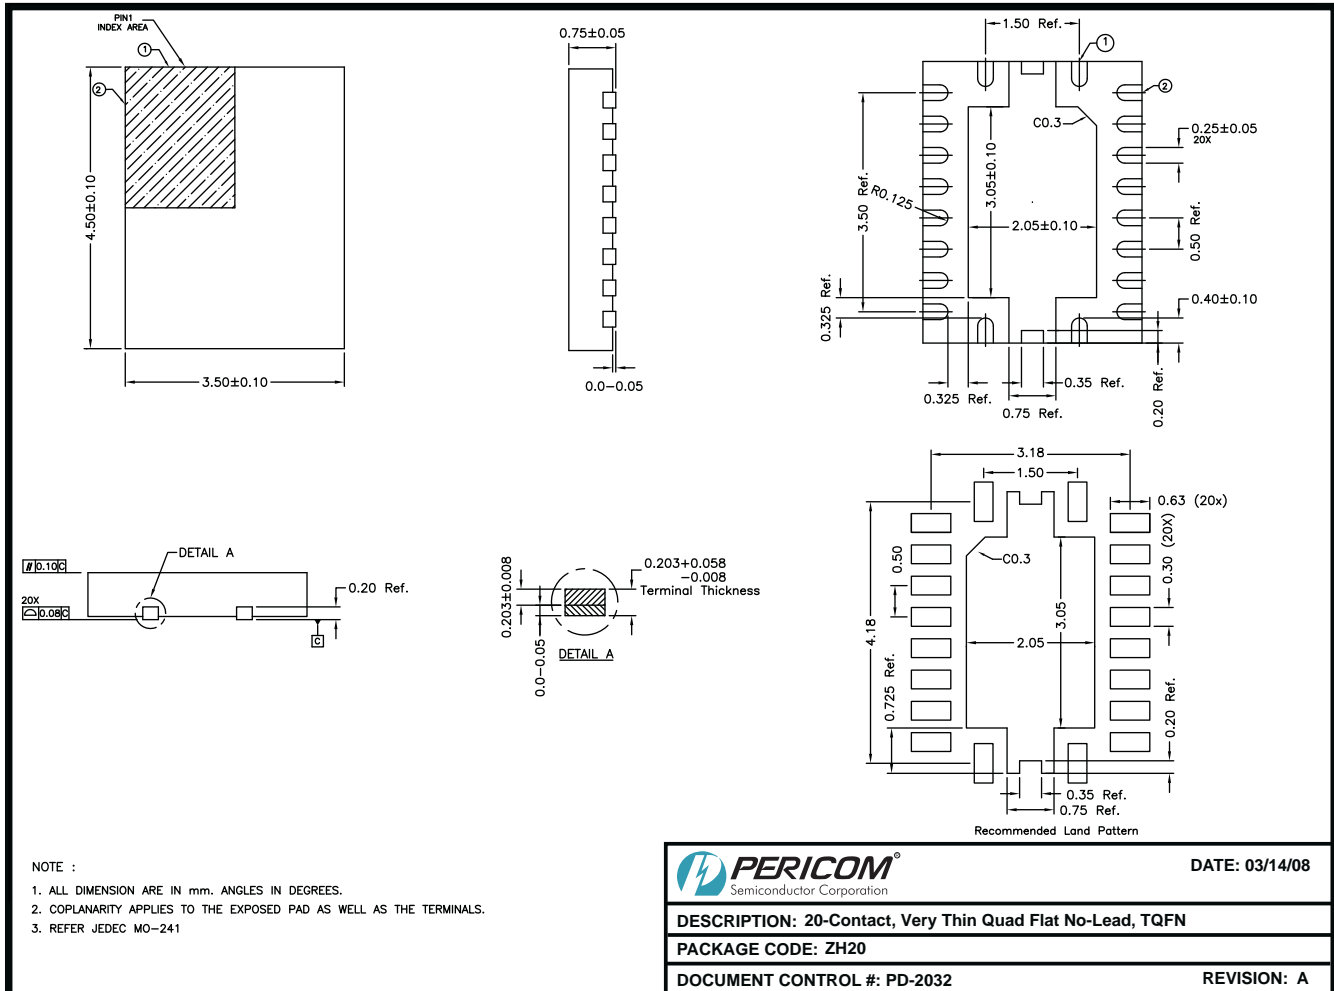 PIN1
INDEX AREA
1
2
4.50±0.10
3.50±0.10
0.75±0.05
0.0-0.05
1.50 Ref.
1
2
C0.3
0.25±0.05
20X
3.50 Ref.
R0.125
3.05±0.10
2.05±0.10
0.50 Ref.
0.325 Ref.
0.40±0.10
0.325 Ref.
0.35 Ref.
0.75 Ref.
0.20 Ref.
// 0.10 C
20X
⌓ 0.08 C
DETAIL A
0.20 Ref.
C
0.203±0.008
0.0-0.05
0.203+0.058
-0.008
Terminal Thickness
DETAIL A
3.18
1.50
0.63 (20x)
0.50
C0.3
0.30 (20X)
4.18
3.05
2.05
0.725 Ref.
0.20 Ref.
0.35 Ref.
0.75 Ref.
Recommended Land Pattern
NOTE :
1. ALL DIMENSION ARE IN mm. ANGLES IN DEGREES.
2. COPLANARITY APPLIES TO THE EXPOSED PAD AS WELL AS THE TERMINALS.
3. REFER JEDEC MO-241
PERICOM®
Semiconductor Corporation
DATE: 03/14/08
DESCRIPTION: 20-Contact, Very Thin Quad Flat No-Lead, TQFN
PACKAGE CODE: ZH20
DOCUMENT CONTROL #: PD-2032
REVISION: A